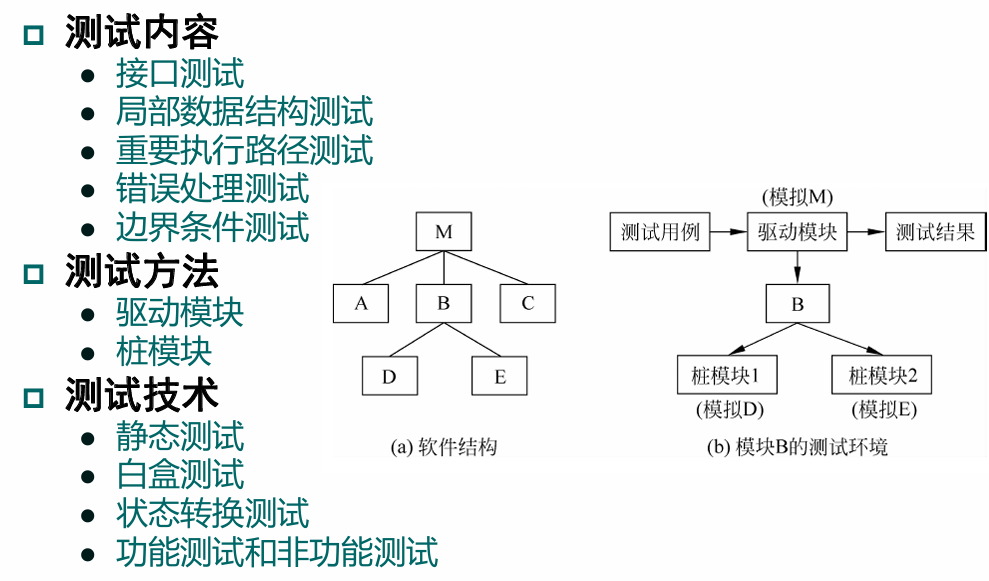 测试内容
接口测试
局部数据结构测试
重要执行路径测试
错误处理测试
边界条件测试
测试方法
驱动模块
桩模块
测试技术
静态测试
白盒测试
状态转换测试
功能测试和非功能测试
M
A B C
D E
(a) 软件结构
(模拟M)
测试用例 驱动模块 测试结果
B
桩模块1 桩模块2
(模拟D) (模拟E)
(b) 模块B的测试环境